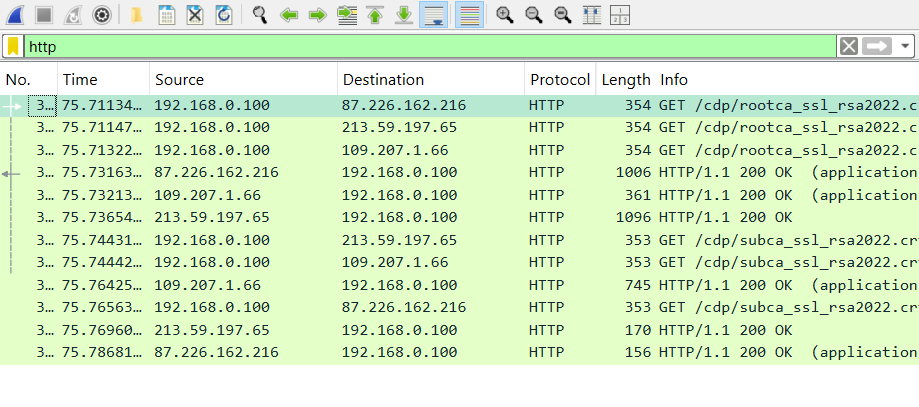 http
No. Time Source Destination Protocol Length Info
3… 75.71134… 192.168.0.100 87.226.162.216 HTTP 354 GET /cdp/rootca_ssl_rsa2022.c
3… 75.71147… 192.168.0.100 213.59.197.65 HTTP 354 GET /cdp/rootca_ssl_rsa2022.c
3… 75.71322… 192.168.0.100 109.207.1.66 HTTP 354 GET /cdp/rootca_ssl_rsa2022.c
3… 75.73163… 87.226.162.216 192.168.0.100 HTTP 1006 HTTP/1.1 200 OK (application
3… 75.73213… 109.207.1.66 192.168.0.100 HTTP 361 HTTP/1.1 200 OK (application
3… 75.73654… 213.59.197.65 192.168.0.100 HTTP 1096 HTTP/1.1 200 OK
3… 75.74431… 192.168.0.100 213.59.197.65 HTTP 353 GET /cdp/subca_ssl_rsa2022.cr
3… 75.74442… 192.168.0.100 109.207.1.66 HTTP 353 GET /cdp/subca_ssl_rsa2022.cr
3… 75.76425… 109.207.1.66 192.168.0.100 HTTP 745 HTTP/1.1 200 OK (application
3… 75.76563… 192.168.0.100 87.226.162.216 HTTP 353 GET /cdp/subca_ssl_rsa2022.cr
3… 75.76960… 213.59.197.65 192.168.0.100 HTTP 170 HTTP/1.1 200 OK
3… 75.78681… 87.226.162.216 192.168.0.100 HTTP 156 HTTP/1.1 200 OK (application